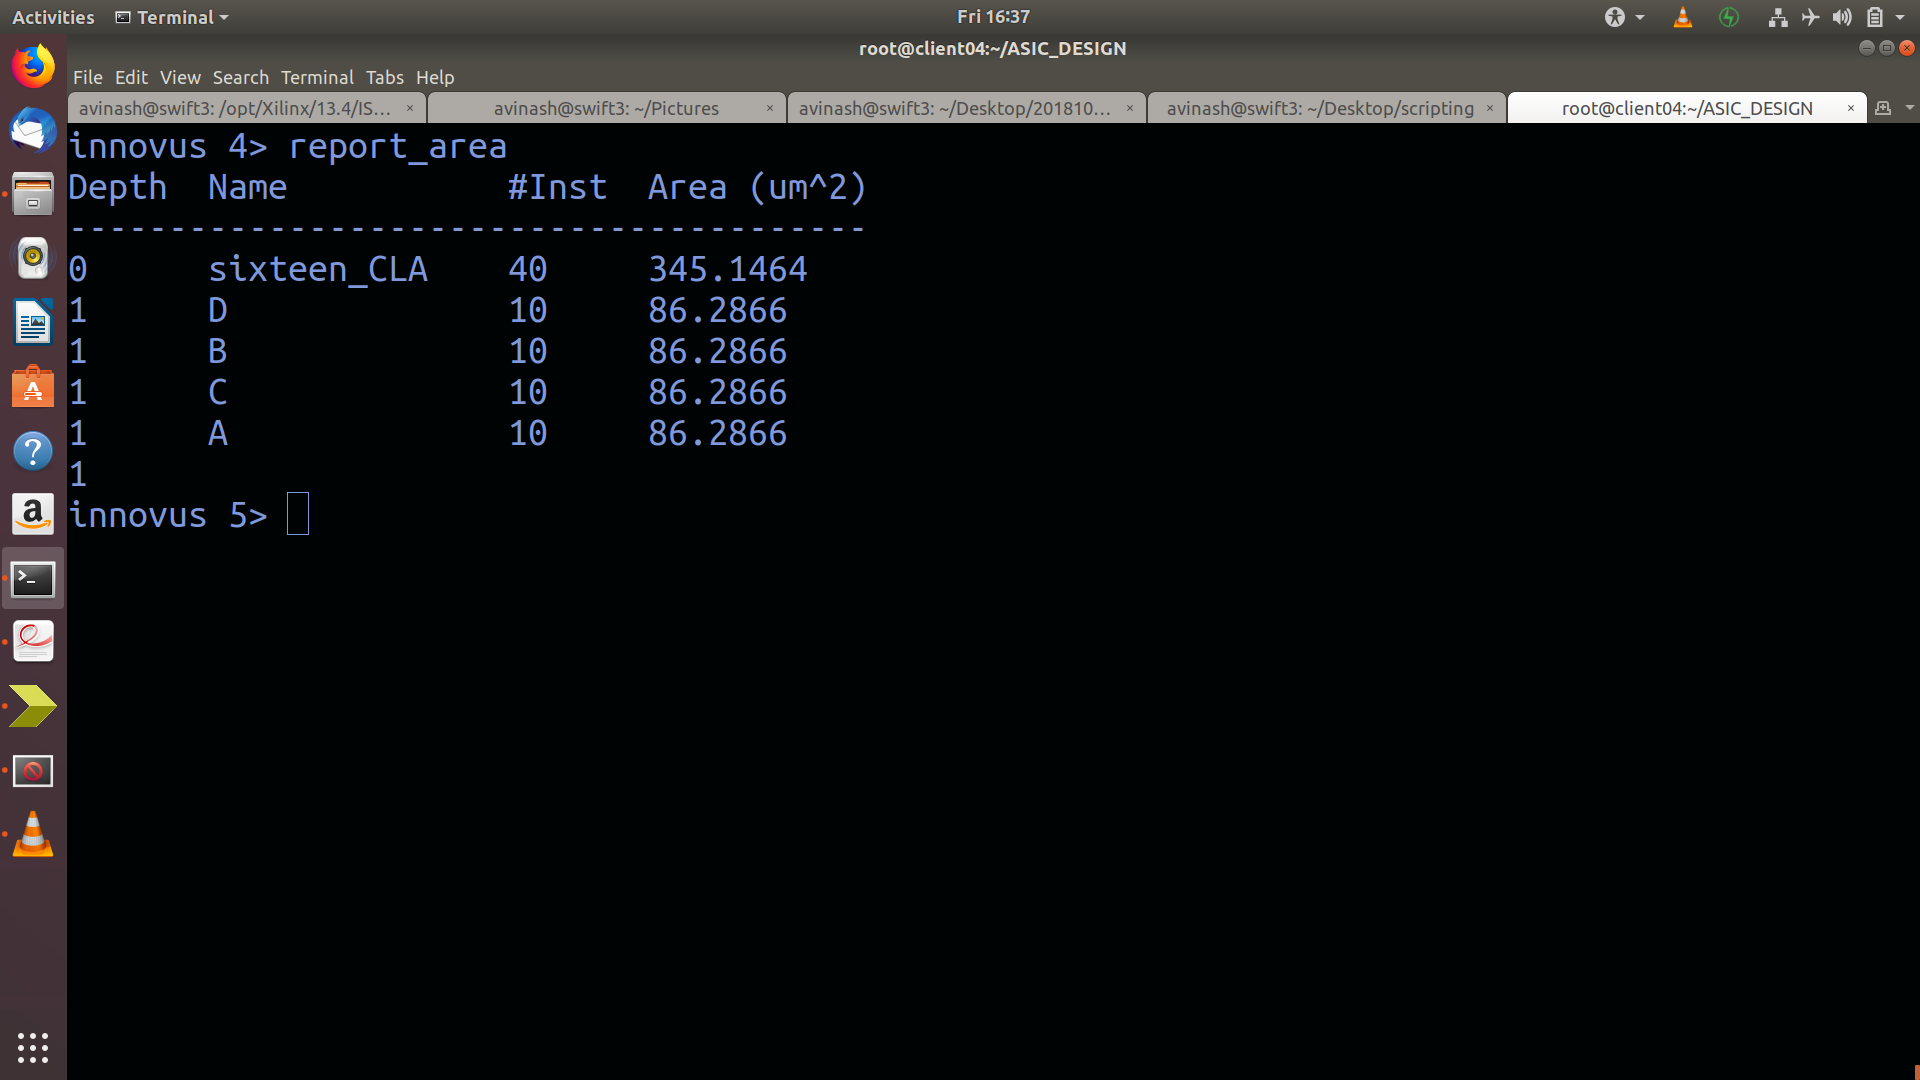 Activities Terminal Fri 16:37
root@client04:~/ASIC_DESIGN
File Edit View Search Terminal Tabs Help
avinash@swift3: /opt/Xilinx/13.4/IS... × avinash@swift3: ~/Pictures × avinash@swift3: ~/Desktop/201810... × avinash@swift3: ~/Desktop/scripting × root@client04:~/ASIC_DESIGN ×
innovus 4> report_area
Depth Name #Inst Area (um^2)
----------------------------------------
0 sixteen_CLA 40 345.1464
1 D 10 86.2866
1 B 10 86.2866
1 C 10 86.2866
1 A 10 86.2866
1
innovus 5>